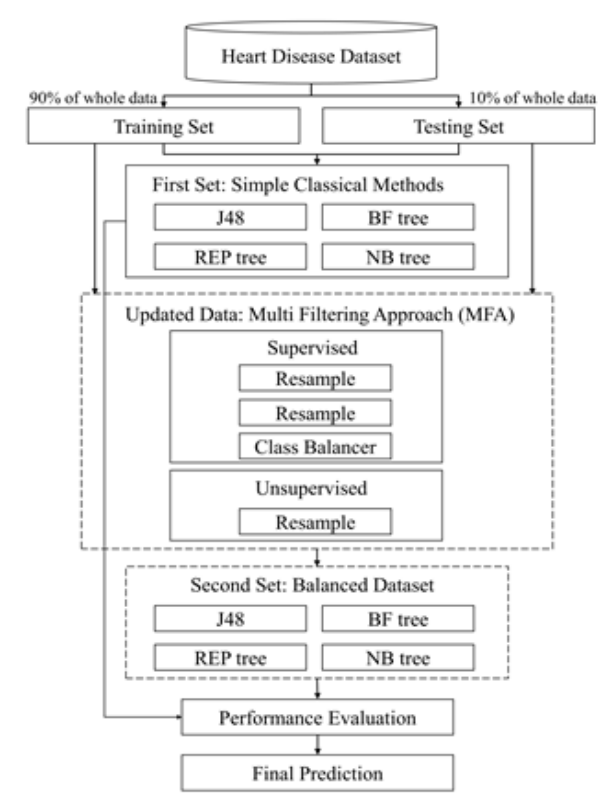 Heart Disease Dataset
90% of whole data
10% of whole data
Training Set
Testing Set
First Set: Simple Classical Methods
J48
BF tree
REP tree
NB tree
Updated Data: Multi Filtering Approach (MFA)
Supervised
Resample
Resample
Class Balancer
Unsupervised
Resample
Second Set: Balanced Dataset
J48
BF tree
REP tree
NB tree
Performance Evaluation
Final Prediction